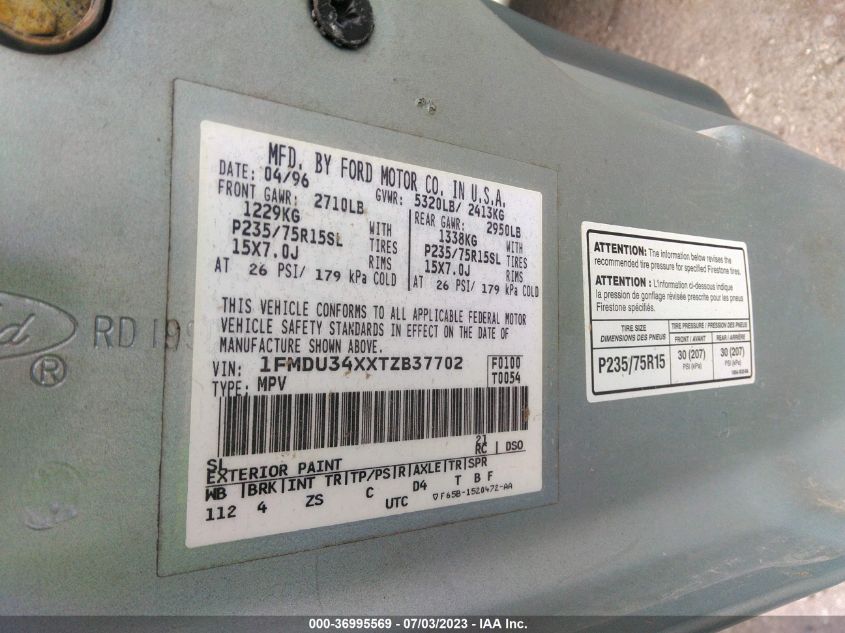 MFD. BY FORD MOTOR CO. IN U.S.A.
DATE: 04/96 GVWR: 5320LB/ 2413KG
FRONT GAWR: 2710LB REAR GAWR: 2950LB
1229KG WITH 1338KG WITH
P235/75R15SL TIRES P235/75R15SL TIRES
15X7.0J RIMS 15X7.0J RIMS
AT 26 PSI/ 179 kPa COLD AT 26 PSI/ 179 kPa COLD
THIS VEHICLE CONFORMS TO ALL APPLICABLE FEDERAL MOTOR
VEHICLE SAFETY STANDARDS IN EFFECT ON THE DATE OF
MANUFACTURE SHOWN ABOVE.
VIN: 1FMDU34XXTZB37702 F0100
TYPE: MPV T0054
SL 21
EXTERIOR PAINT RC DSO
WB BRK INT TR TP/PS R AXLE TR SPR
112 4 ZS C D4 T B F
UTC F65B-1520472-AA
ATTENTION: The information below revises the
recommended tire pressure for specified Firestone tires.
ATTENTION : L'information ci-dessous indique
la pression de gonflage révisée prescrite pour les pneus
Firestone spécifiés.
TIRE SIZE TIRE PRESSURE / PRESSION DES PNEUS
DIMENSIONS DES PNEUS FRONT / AVANT REAR / ARRIÈRE
P235/75R15 30 (207) 30 (207)
PSI (kPa) PSI (kPa)
Ford ® RD 199
000-36995569 - 07/03/2023 - IAA Inc.